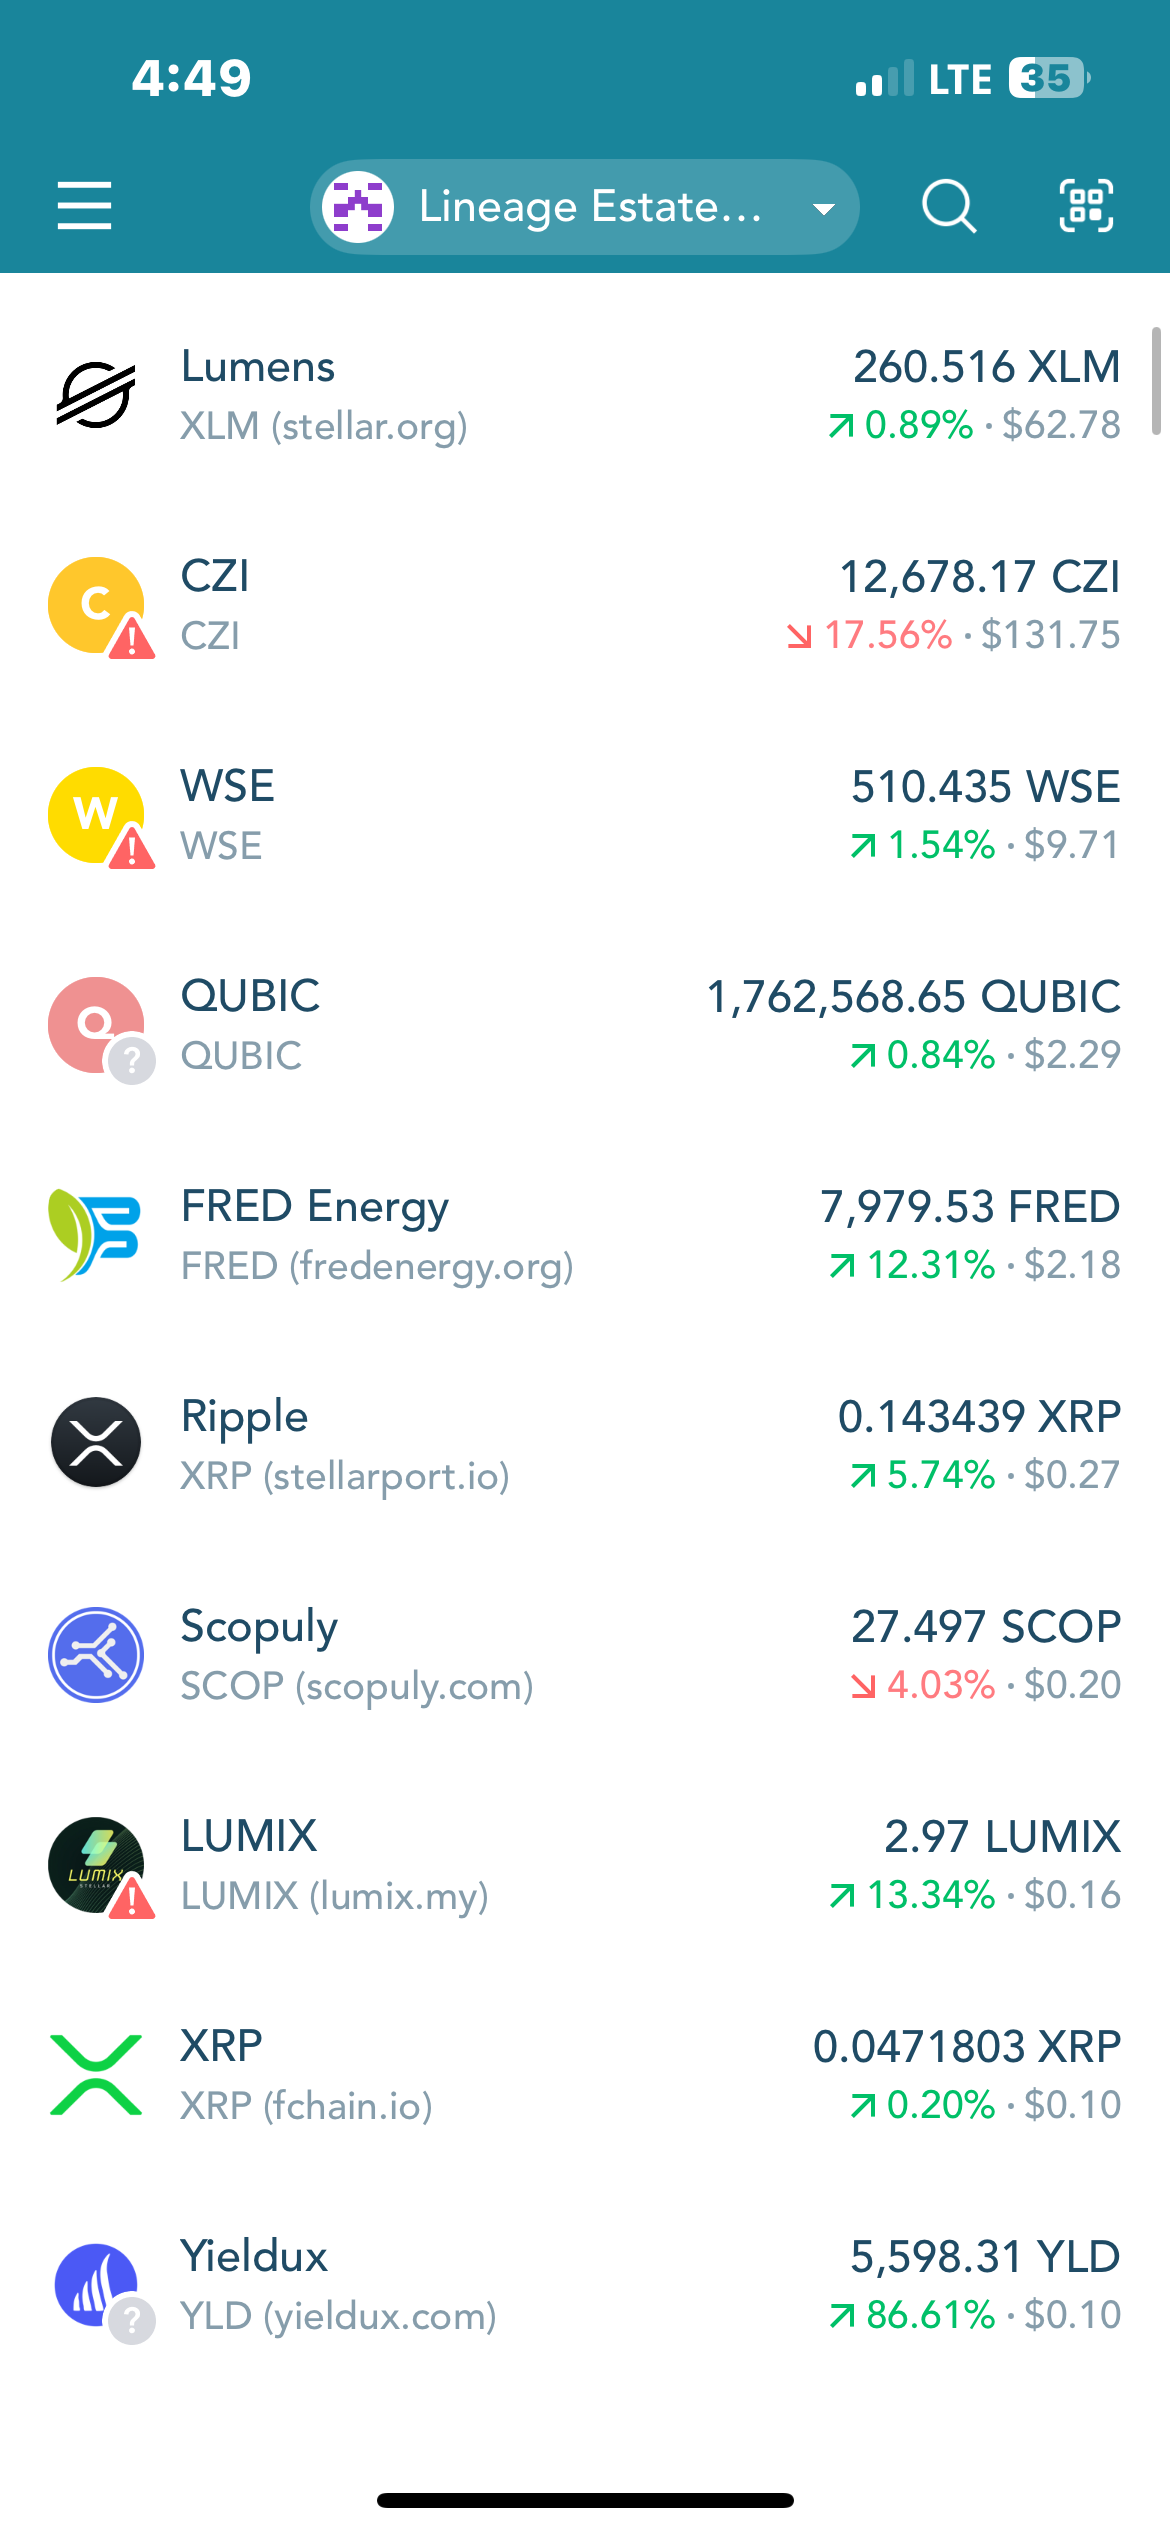 4:49
LTE 35
Lineage Estate...
Lumens
260.516 XLM
XLM (stellar.org)
0.89% · $62.78
C
CZI
12,678.17 CZI
CZI
17.56% · $131.75
W
WSE
510.435 WSE
WSE
1.54% · $9.71
Q
?
QUBIC
1,762,568.65 QUBIC
QUBIC
0.84% · $2.29
FRED Energy
7,979.53 FRED
FRED (fredenergy.org)
12.31% · $2.18
Ripple
0.143439 XRP
XRP (stellarport.io)
5.74% · $0.27
Scopuly
27.497 SCOP
SCOP (scopuly.com)
4.03% · $0.20
LUMIX
STELLAR
LUMIX
2.97 LUMIX
LUMIX (lumix.my)
13.34% · $0.16
XRP
0.0471803 XRP
XRP (fchain.io)
0.20% · $0.10
?
Yieldux
5,598.31 YLD
YLD (yieldux.com)
86.61% · $0.10